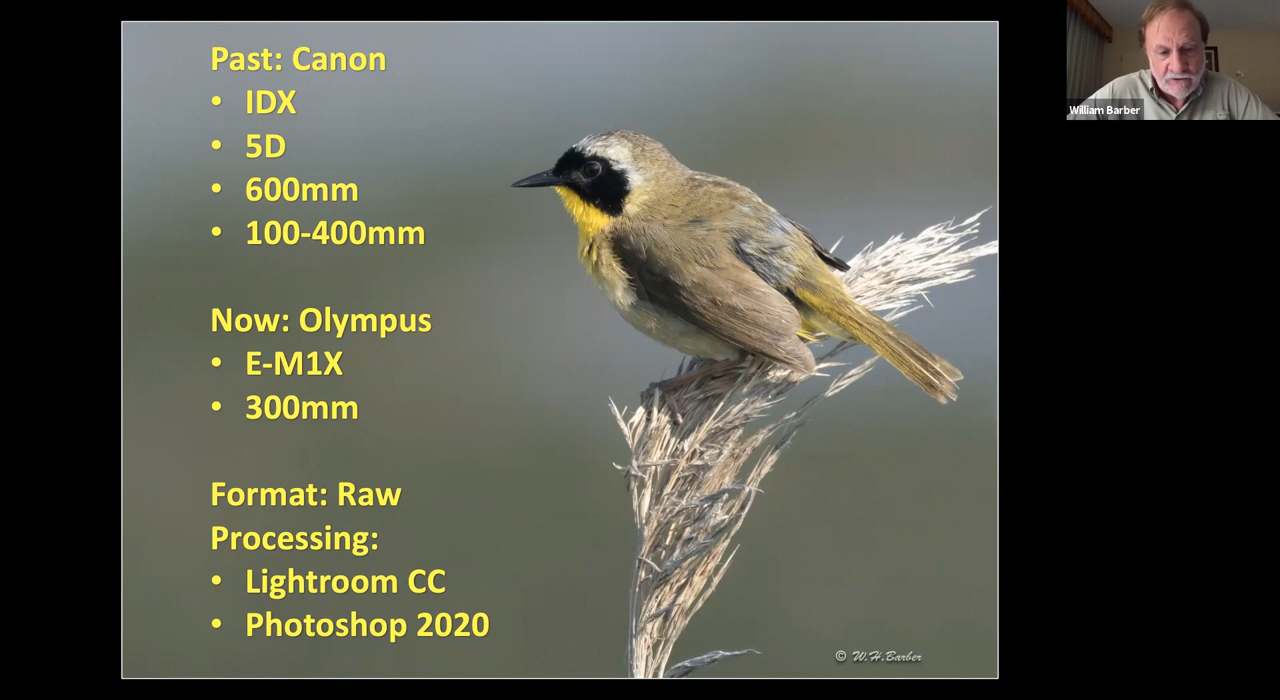 Past: Canon
• IDX
• 5D
• 600mm
• 100-400mm
Now: Olympus
• E-M1X
• 300mm
Format: Raw
Processing:
• Lightroom CC
• Photoshop 2020
© W.H.Barber
William Barber